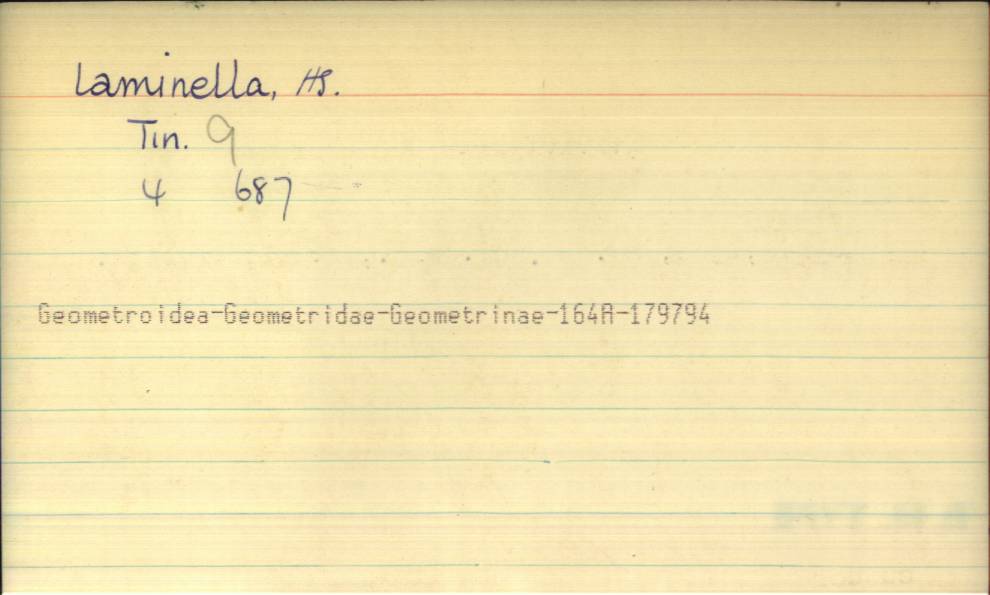 Laminella, HS.
Tin. 9
4 687
Geometroidea-Geometridae-Geometrinae-164A-179794